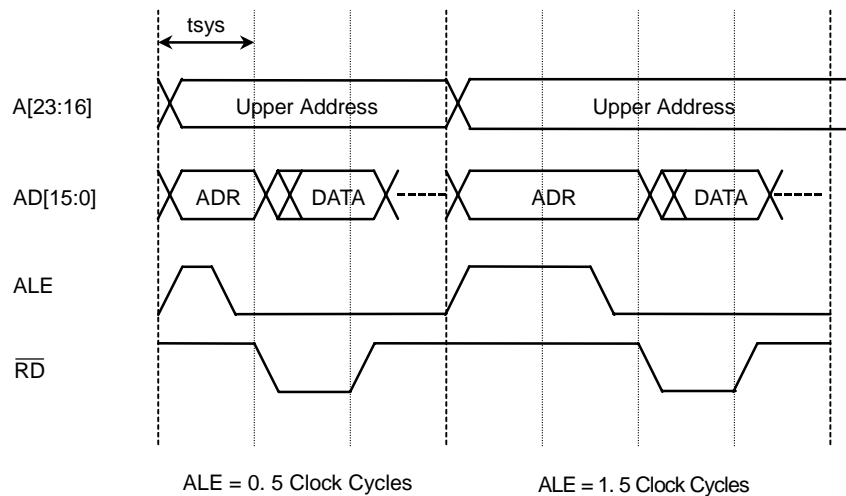 tsys
A[23:16]
Upper Address
Upper Address
AD[15:0]
ADR
DATA
ADR
DATA
ALE
RD
ALE = 0. 5 Clock Cycles
ALE = 1. 5 Clock Cycles